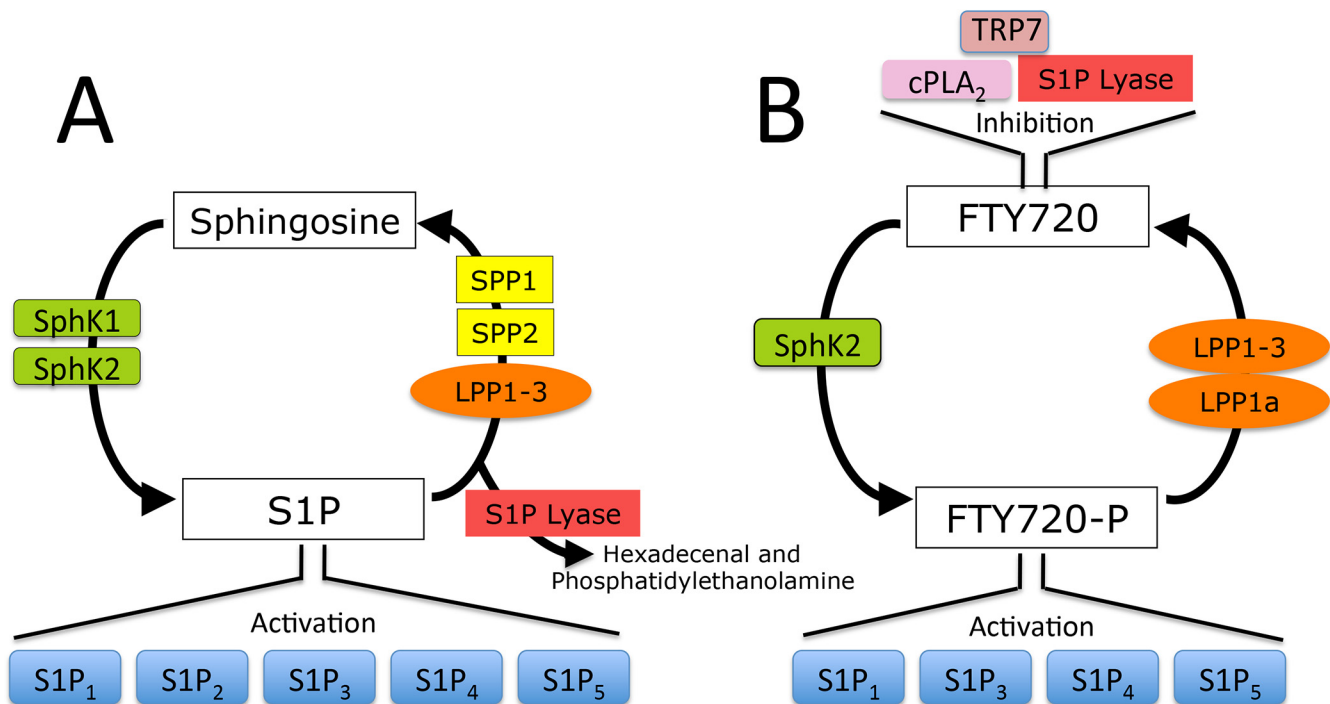 A
Sphingosine
SphK1
SphK2
SPP1
SPP2
LPP1-3
S1P
S1P Lyase
Hexadecenal and
Phosphatidylethanolamine
Activation
S1P1 S1P2 S1P3 S1P4 S1P5
B
TRP7
cPLA2 S1P Lyase
Inhibition
FTY720
SphK2
LPP1-3
LPP1a
FTY720-P
Activation
S1P1 S1P3 S1P4 S1P5